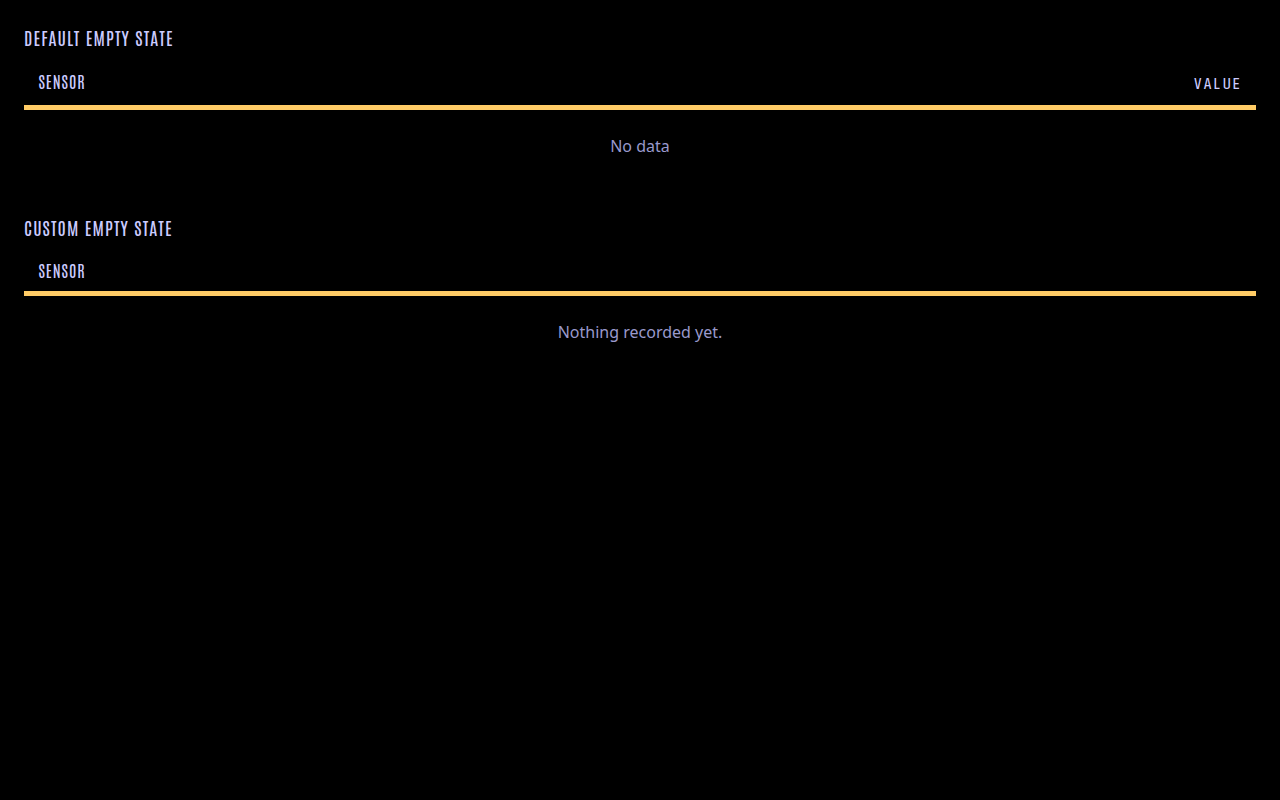 DEFAULT EMPTY STATE
SENSOR VALUE
No data
CUSTOM EMPTY STATE
SENSOR
Nothing recorded yet.